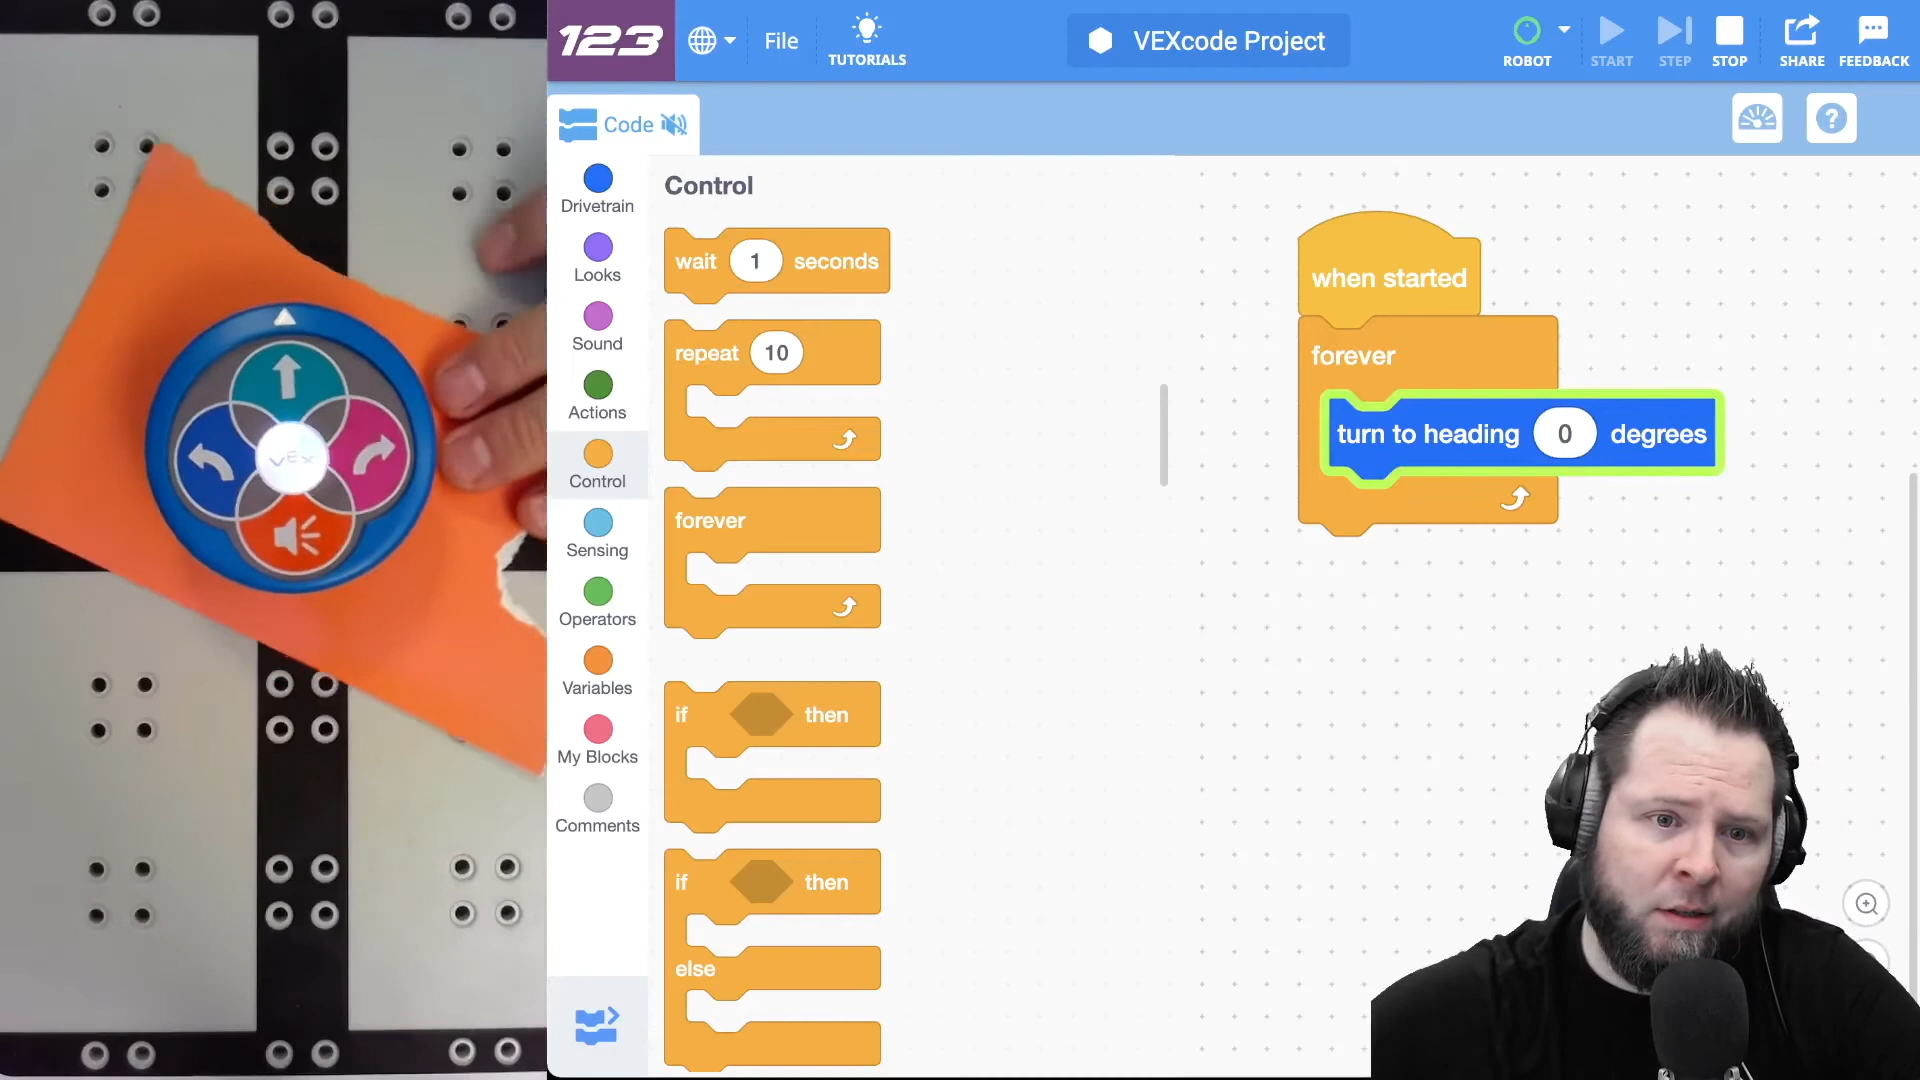 VEX
123
File
TUTORIALS
VEXcode Project
ROBOT
START
STEP
STOP
SHARE
FEEDBACK
Code
?
Drivetrain
Looks
Sound
Actions
Control
Sensing
Operators
Variables
My Blocks
Comments
Control
wait 1 seconds
repeat 10
forever
if then
if then
else
when started
forever
turn to heading 0 degrees